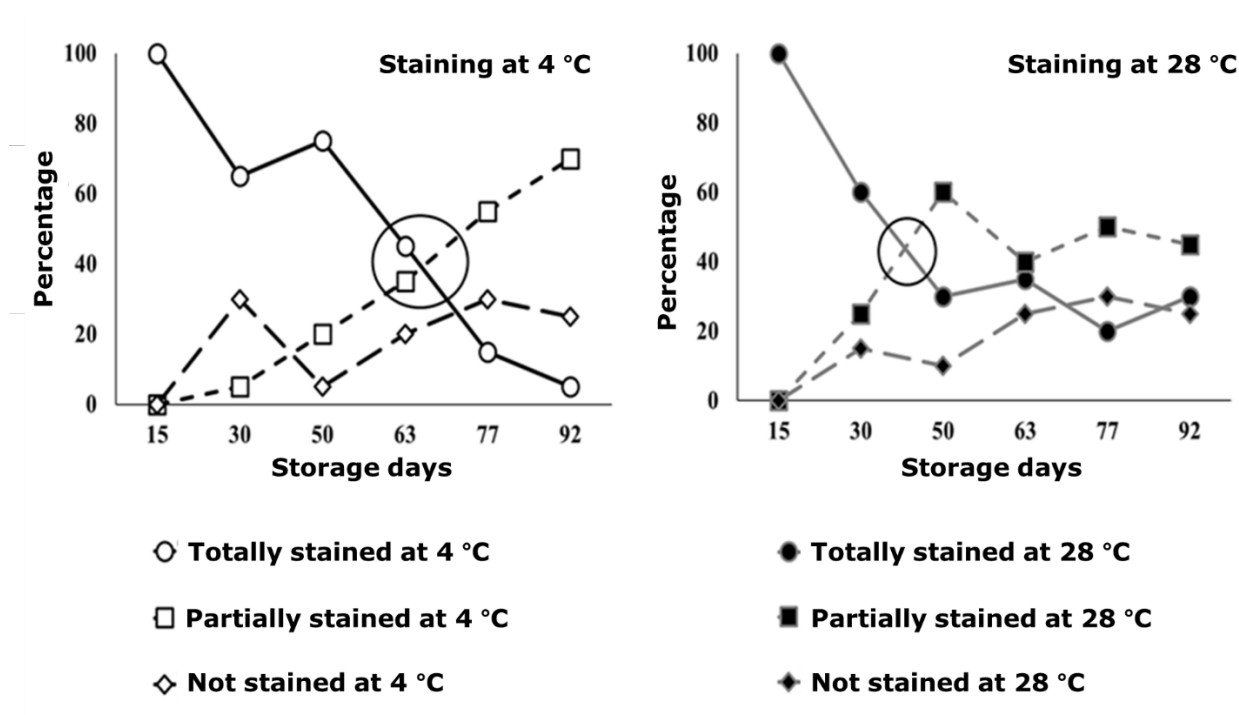 Staining at 4 °C
Percentage
100
80
60
40
20
0
15 30 50 63 77 92
Storage days
Totally stained at 4 °C
Partially stained at 4 °C
Not stained at 4 °C
Staining at 28 °C
Percentage
100
80
60
40
20
0
15 30 50 63 77 92
Storage days
Totally stained at 28 °C
Partially stained at 28 °C
Not stained at 28 °C